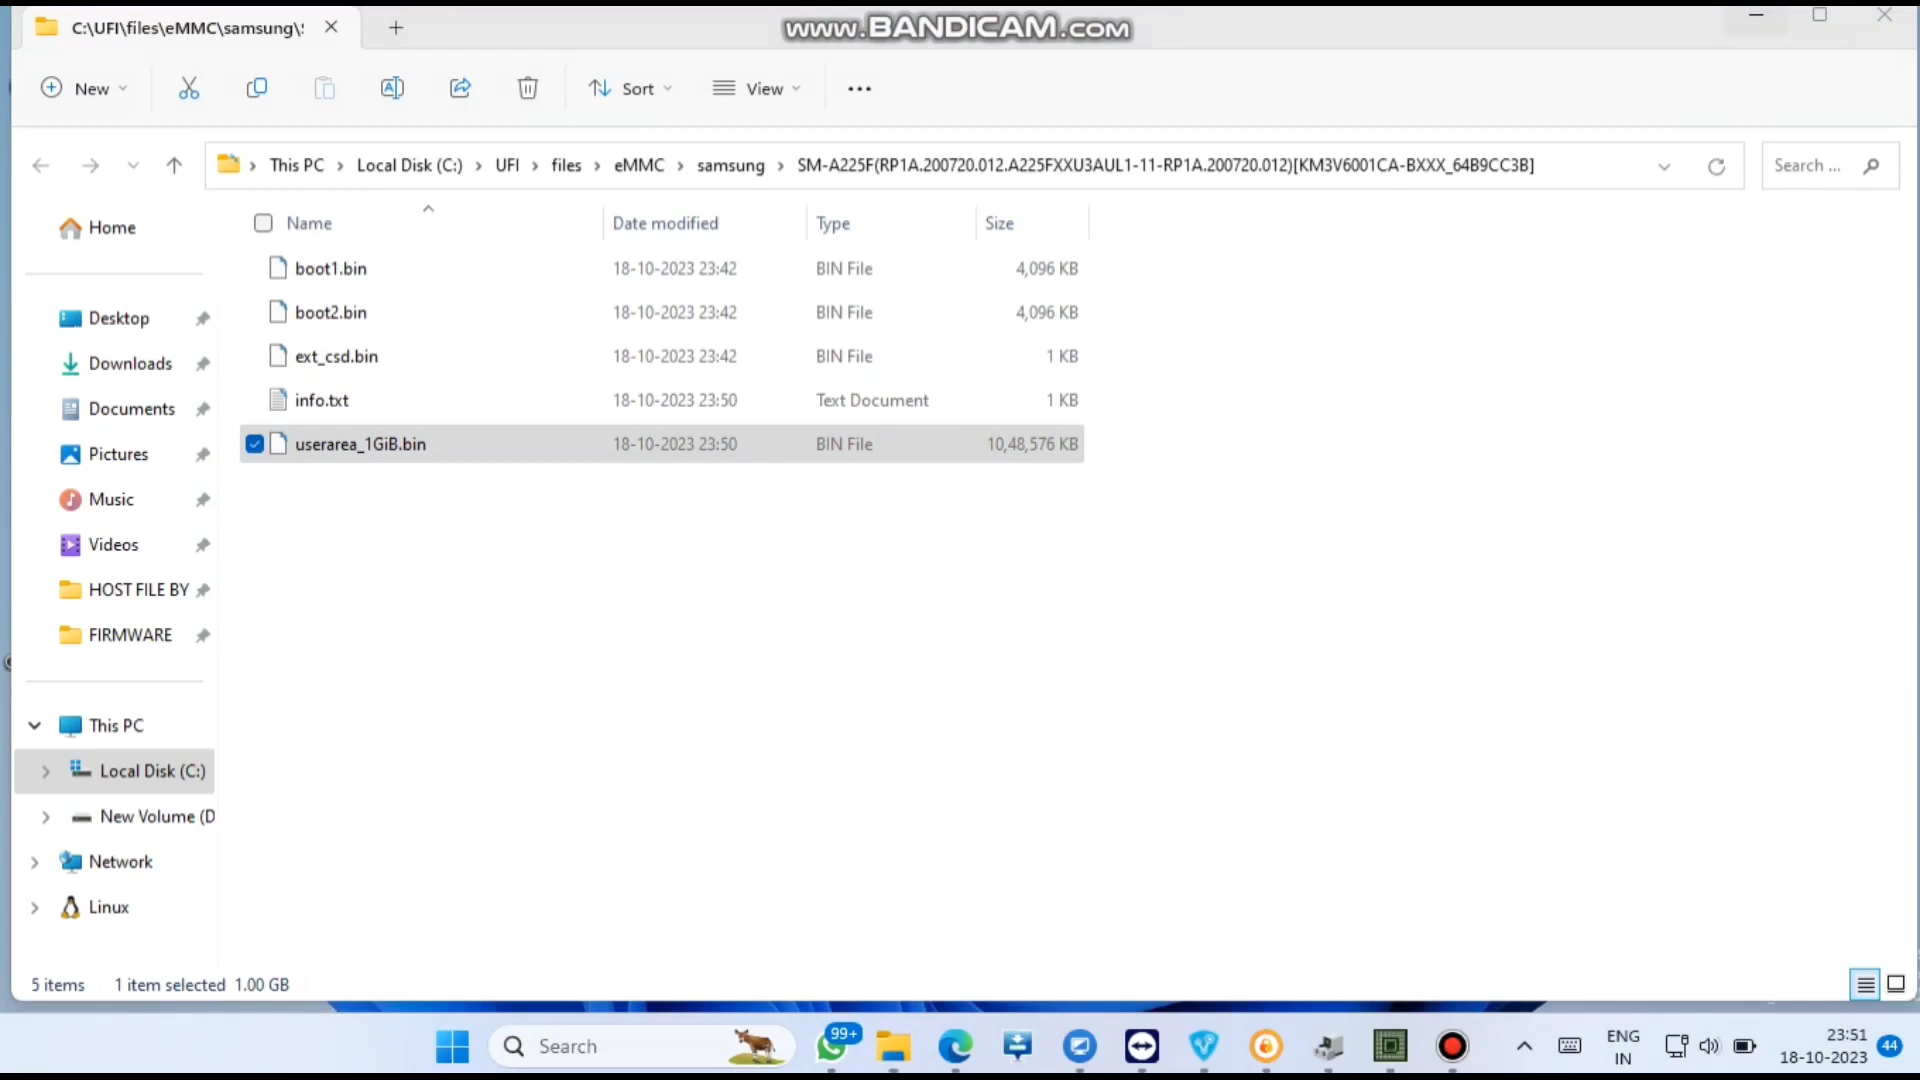 C:\UFI\files\eMMC\samsung\
www.BANDICAM.com
New
Sort
View
This PC > Local Disk (C:) > UFI > files > eMMC > samsung > SM-A225F(RP1A.200720.012.A225FXXU3AUL1-11-RP1A.200720.012)[KM3V6001CA-BXXX_64B9CC3B]
Search ...
Name Date modified Type Size
boot1.bin 18-10-2023 23:42 BIN File 4,096 KB
boot2.bin 18-10-2023 23:42 BIN File 4,096 KB
ext_csd.bin 18-10-2023 23:42 BIN File 1 KB
info.txt 18-10-2023 23:50 Text Document 1 KB
userarea_1GiB.bin 18-10-2023 23:50 BIN File 10,48,576 KB
Home
Desktop
Downloads
Documents
Pictures
Music
Videos
HOST FILE BY
FIRMWARE
This PC
Local Disk (C:)
New Volume (D
Network
Linux
5 items 1 item selected 1.00 GB
Search
99+
ENG
IN
23:51
18-10-2023
44